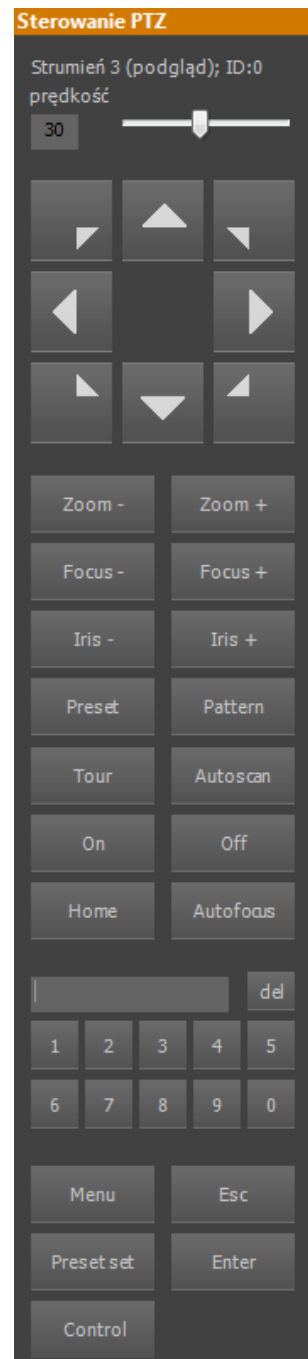 Sterowanie PTZ
Strumień 3 (podgląd); ID:0
prędkość
30
Zoom - Zoom +
Focus - Focus +
Iris - Iris +
Preset Pattern
Tour Autoscan
On Off
Home Autofocus
del
1 2 3 4 5
6 7 8 9 0
Menu Esc
Preset set Enter
Control